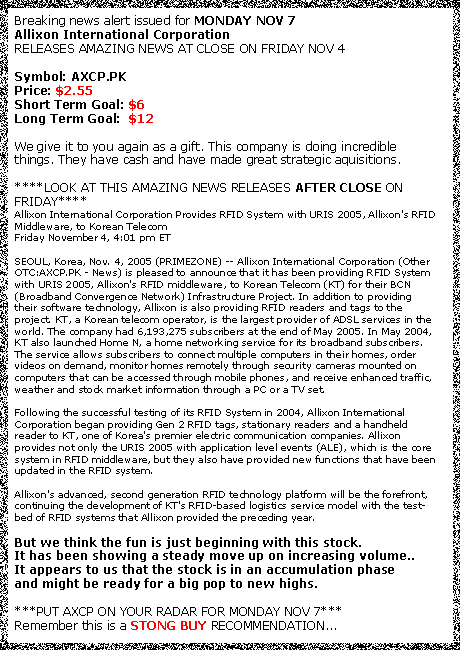 Breaking news alert issued for MONDAY NOV 7
Allixon International Corporation
RELEASES AMAZING NEWS AT CLOSE ON FRIDAY NOV 4
Symbol: AXCP.PK
Price: $2.55
Short Term Goal: $6
Long Term Goal: $12
We give it to you again as a gift. This company is doing incredible
things. They have cash and have made great strategic aquisitions.
****LOOK AT THIS AMAZING NEWS RELEASES AFTER CLOSE ON
FRIDAY****
Allixon International Corporation Provides RFID System with URIS 2005, Allixon's RFID
Middleware, to Korean Telecom
Friday November 4, 4:01 pm ET
SEOUL, Korea, Nov. 4, 2005 (PRIMEZONE) -- Allixon International Corporation (Other
OTC:AXCP.PK - News) is pleased to announce that it has been providing RFID System
with URIS 2005, Allixon's RFID middleware, to Korean Telecom (KT) for their BCN
(Broadband Convergence Network) Infrastructure Project. In addition to providing
their software technology, Allixon is also providing RFID readers and tags to the
project. KT, a Korean telecom operator, is the largest provider of ADSL services in the
world. The company had 6,193,275 subscribers at the end of May 2005. In May 2004,
KT also launched Home N, a home networking service for its broadband subscribers.
The service allows subscribers to connect multiple computers in their homes, order
videos on demand, monitor homes remotely through security cameras mounted on
computers that can be accessed through mobile phones, and receive enhanced traffic,
weather and stock market information through a PC or a TV set.
Following the successful testing of its RFID System in 2004, Allixon International
Corporation began providing Gen 2 RFID tags, stationary readers and a handheld
reader to KT, one of Korea's premier electric communication companies. Allixon
provides not only the URIS 2005 with application level events (ALE), which is the core
system in RFID middleware, but they also have provided new functions that have been
updated in the RFID system.
Allixon's advanced, second generation RFID technology platform will be the forefront,
continuing the development of KT's RFID-based logistics service model with the test-
bed of RFID systems that Allixon provided the preceding year.
But we think the fun is just beginning with this stock.
It has been showing a steady move up on increasing volume..
It appears to us that the stock is in an accumulation phase
and might be ready for a big pop to new highs.
***PUT AXCP ON YOUR RADAR FOR MONDAY NOV 7***
Remember this is a STONG BUY RECOMMENDATION...